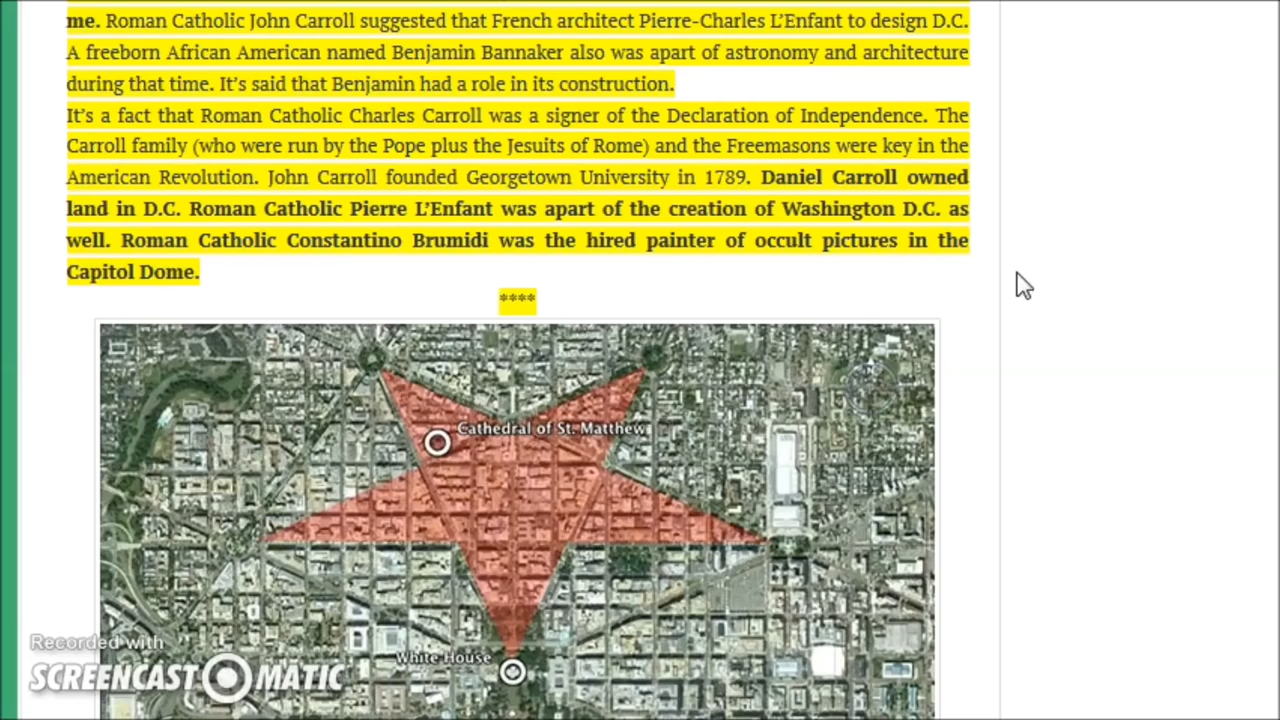 me. Roman Catholic John Carroll suggested that French architect Pierre-Charles L’Enfant to design D.C.
A freeborn African American named Benjamin Bannaker also was apart of astronomy and architecture
during that time. It’s said that Benjamin had a role in its construction.
It’s a fact that Roman Catholic Charles Carroll was a signer of the Declaration of Independence. The
Carroll family (who were run by the Pope plus the Jesuits of Rome) and the Freemasons were key in the
American Revolution. John Carroll founded Georgetown University in 1789. Daniel Carroll owned
land in D.C. Roman Catholic Pierre L’Enfant was apart of the creation of Washington D.C. as
well. Roman Catholic Constantino Brumidi was the hired painter of occult pictures in the
Capitol Dome.
****
Cathedral of St. Matthew
White House
Recorded with
SCREENCAST O MATIC